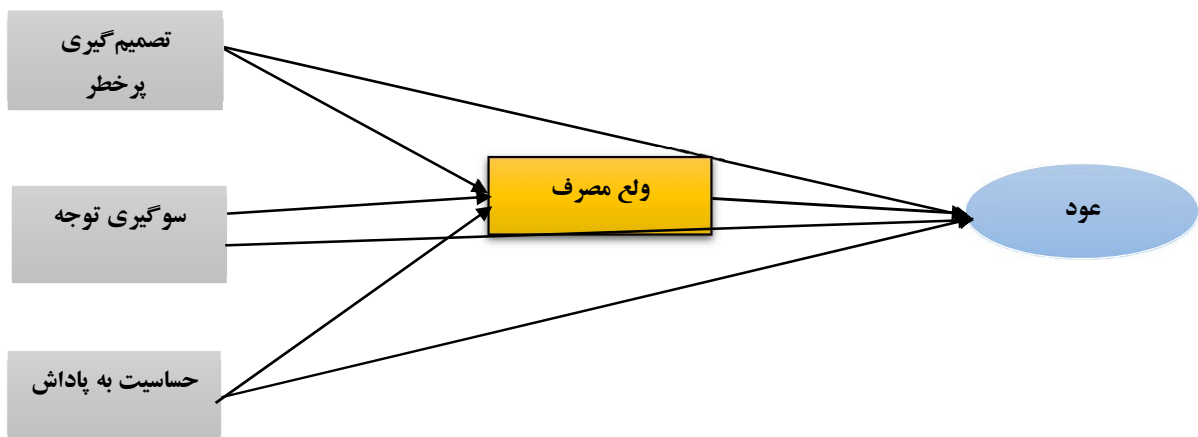 تصمیم‌گیری
پرخطر
ولع مصرف
سوگیری توجه
عود
حساسیت به پاداش